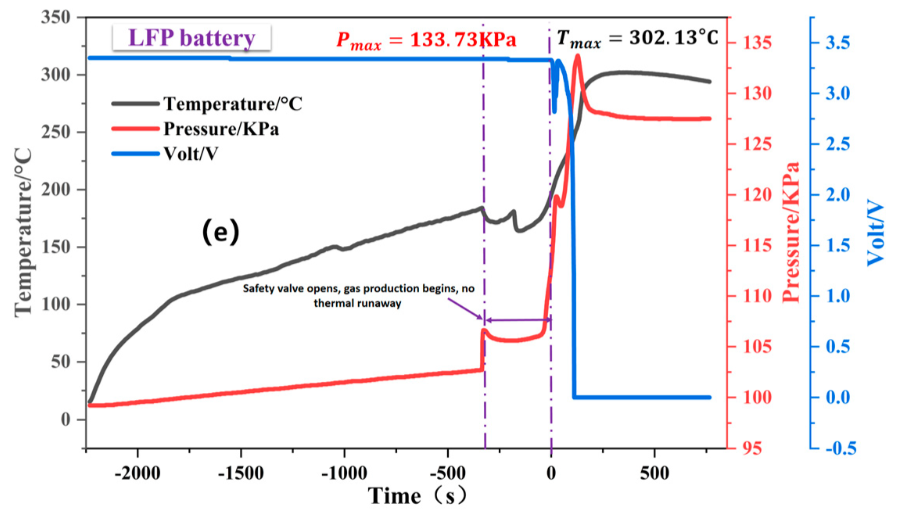 LFP battery
P_max = 133.73KPa
T_max = 302.13°C
Temperature/°C
Pressure/KPa
Volt/V
(e)
Safety valve opens, gas production begins, no
thermal runaway
Temperature/°C
350
300
250
200
150
100
50
0
-2000 -1500 -1000 -500 0 500
Time（s）
135
130
125
120
115
110
105
100
95
Pressure/KPa
3.5
3.0
2.5
2.0
1.5
1.0
0.5
0.0
-0.5
Volt/V